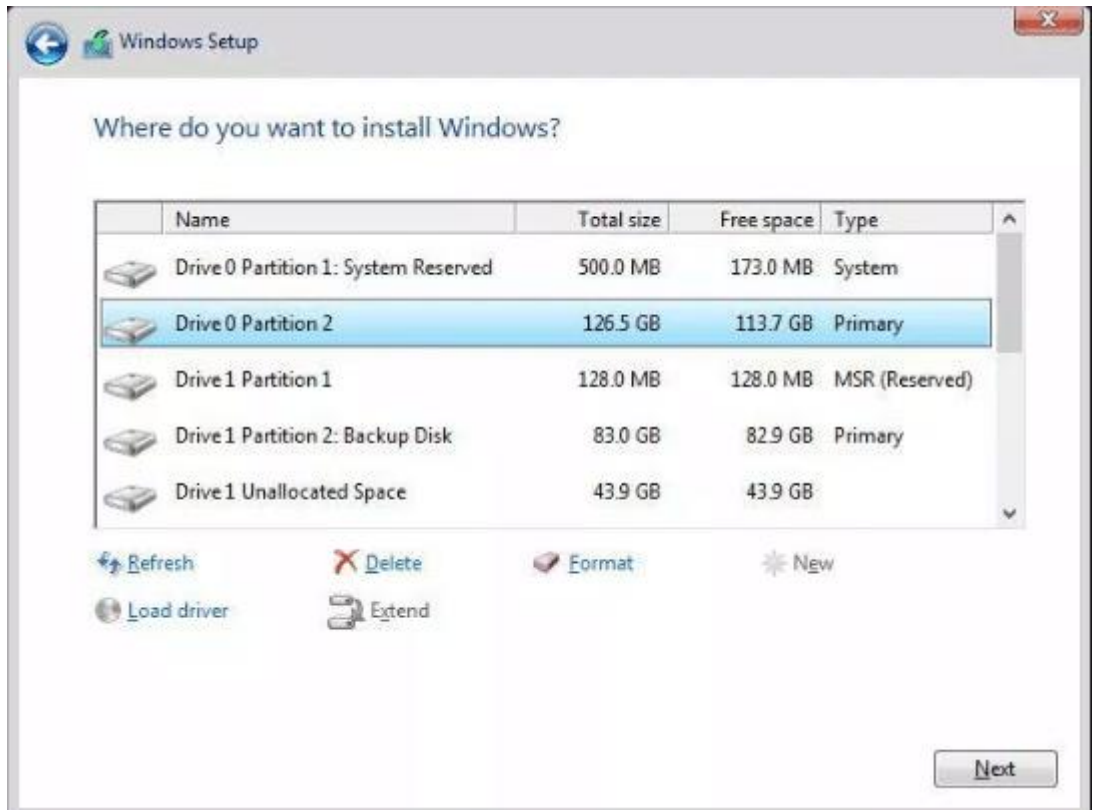 Windows Setup
Where do you want to install Windows?
Name Total size Free space Type
Drive 0 Partition 1: System Reserved 500.0 MB 173.0 MB System
Drive 0 Partition 2 126.5 GB 113.7 GB Primary
Drive 1 Partition 1 128.0 MB 128.0 MB MSR (Reserved)
Drive 1 Partition 2: Backup Disk 83.0 GB 82.9 GB Primary
Drive 1 Unallocated Space 43.9 GB 43.9 GB
Refresh Delete Format New
Load driver Extend
Next